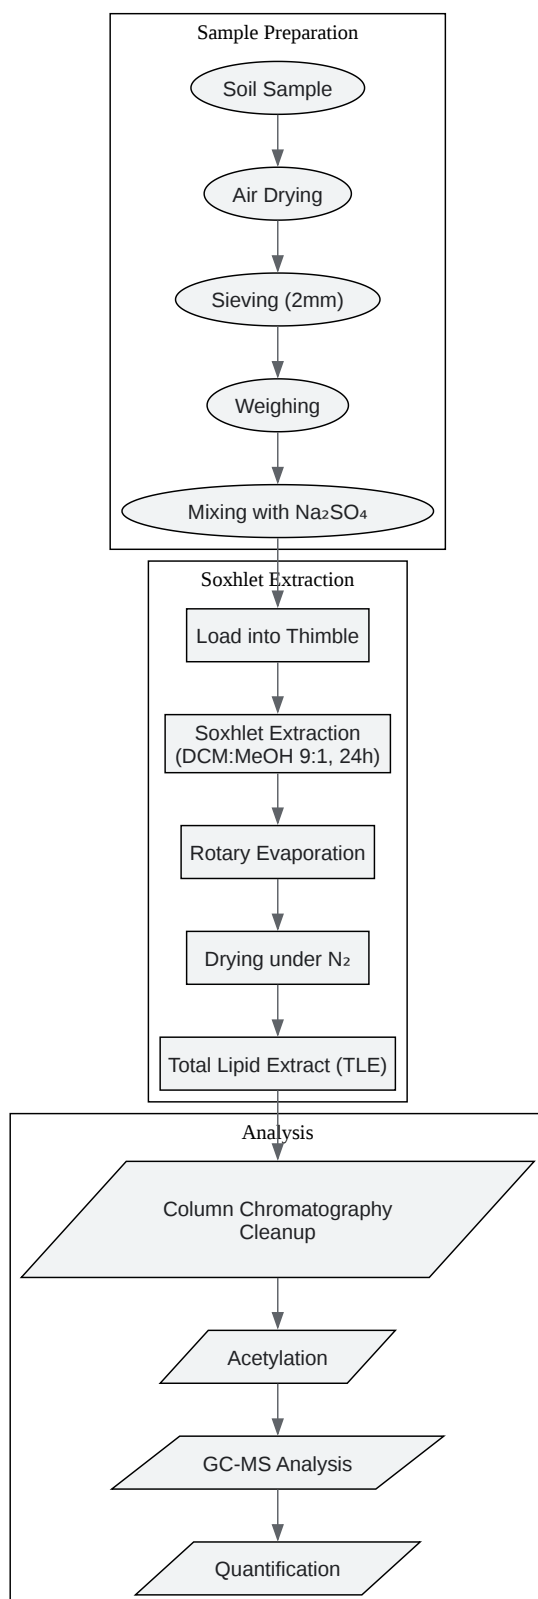 Sample Preparation
Soil Sample
Air Drying
Sieving (2mm)
Weighing
Mixing with Na₂SO₄
Soxhlet Extraction
Load into Thimble
Soxhlet Extraction
(DCM:MeOH 9:1, 24h)
Rotary Evaporation
Drying under N₂
Total Lipid Extract (TLE)
Analysis
Column Chromatography
Cleanup
Acetylation
GC-MS Analysis
Quantification